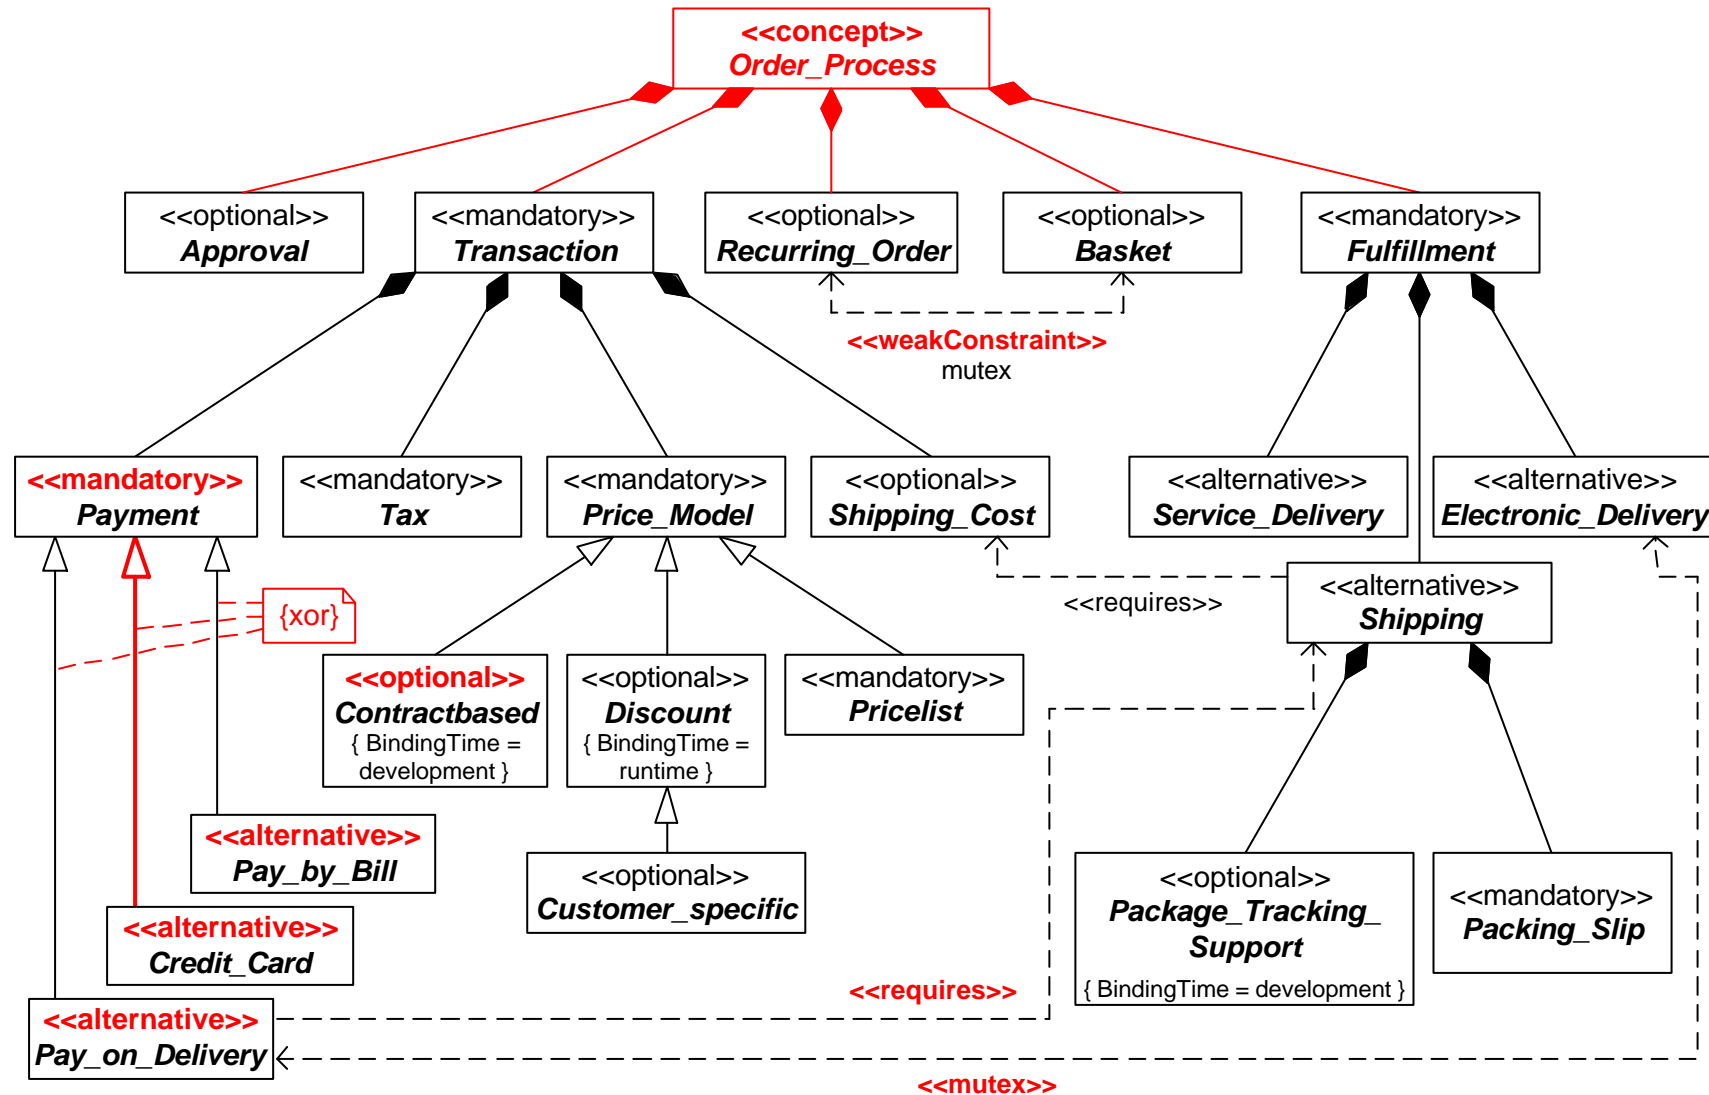 <<concept>>
Order_Process
<<optional>>
Approval
<<mandatory>>
Transaction
<<optional>>
Recurring_Order
<<optional>>
Basket
<<mandatory>>
Fulfillment
<<weakConstraint>>
mutex
<<mandatory>>
Payment
<<mandatory>>
Tax
<<mandatory>>
Price_Model
<<optional>>
Shipping_Cost
<<alternative>>
Service_Delivery
<<alternative>>
Electronic_Delivery
{xor}
<<requires>>
<<alternative>>
Shipping
<<optional>>
Contractbased
{ BindingTime =
development }
<<optional>>
Discount
{ BindingTime =
runtime }
<<mandatory>>
Pricelist
<<alternative>>
Pay_by_Bill
<<optional>>
Customer_specific
<<optional>>
Package_Tracking_
Support
{ BindingTime = development }
<<mandatory>>
Packing_Slip
<<alternative>>
Credit_Card
<<requires>>
<<alternative>>
Pay_on_Delivery
<<mutex>>